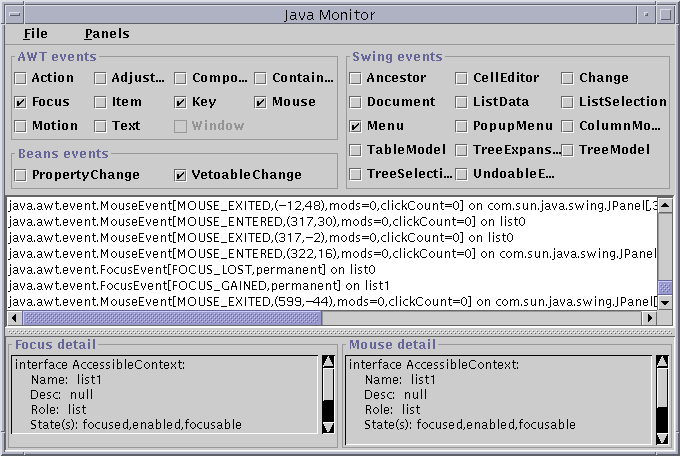 Java Monitor
File Panels
AWT events
Action Adjust... Compo... Contain...
Focus Item Key Mouse
Motion Text Window
Beans events
PropertyChange VetoableChange
Swing events
Ancestor CellEditor Change
Document ListData ListSelection
Menu PopupMenu ColumnMo...
TableModel TreeExpans... TreeModel
TreeSelecti... UndoableE...
java.awt.event.MouseEvent[MOUSE_EXITED,(−12,48),mods=0,clickCount=0] on com.sun.java.swing.JPanel[,3
java.awt.event.MouseEvent[MOUSE_ENTERED,(317,30),mods=0,clickCount=0] on list0
java.awt.event.MouseEvent[MOUSE_EXITED,(317,−2),mods=0,clickCount=0] on list0
java.awt.event.MouseEvent[MOUSE_ENTERED,(322,16),mods=0,clickCount=0] on com.sun.java.swing.JPanel
java.awt.event.FocusEvent[FOCUS_LOST,permanent] on list0
java.awt.event.FocusEvent[FOCUS_GAINED,permanent] on list1
java.awt.event.MouseEvent[MOUSE_EXITED,(599,−44),mods=0,clickCount=0] on com.sun.java.swing.JPanel[
Focus detail
interface AccessibleContext:
Name: list1
Desc: null
Role: list
State(s): focused,enabled,focusable
Mouse detail
interface AccessibleContext:
Name: list1
Desc: null
Role: list
State(s): focused,enabled,focusable